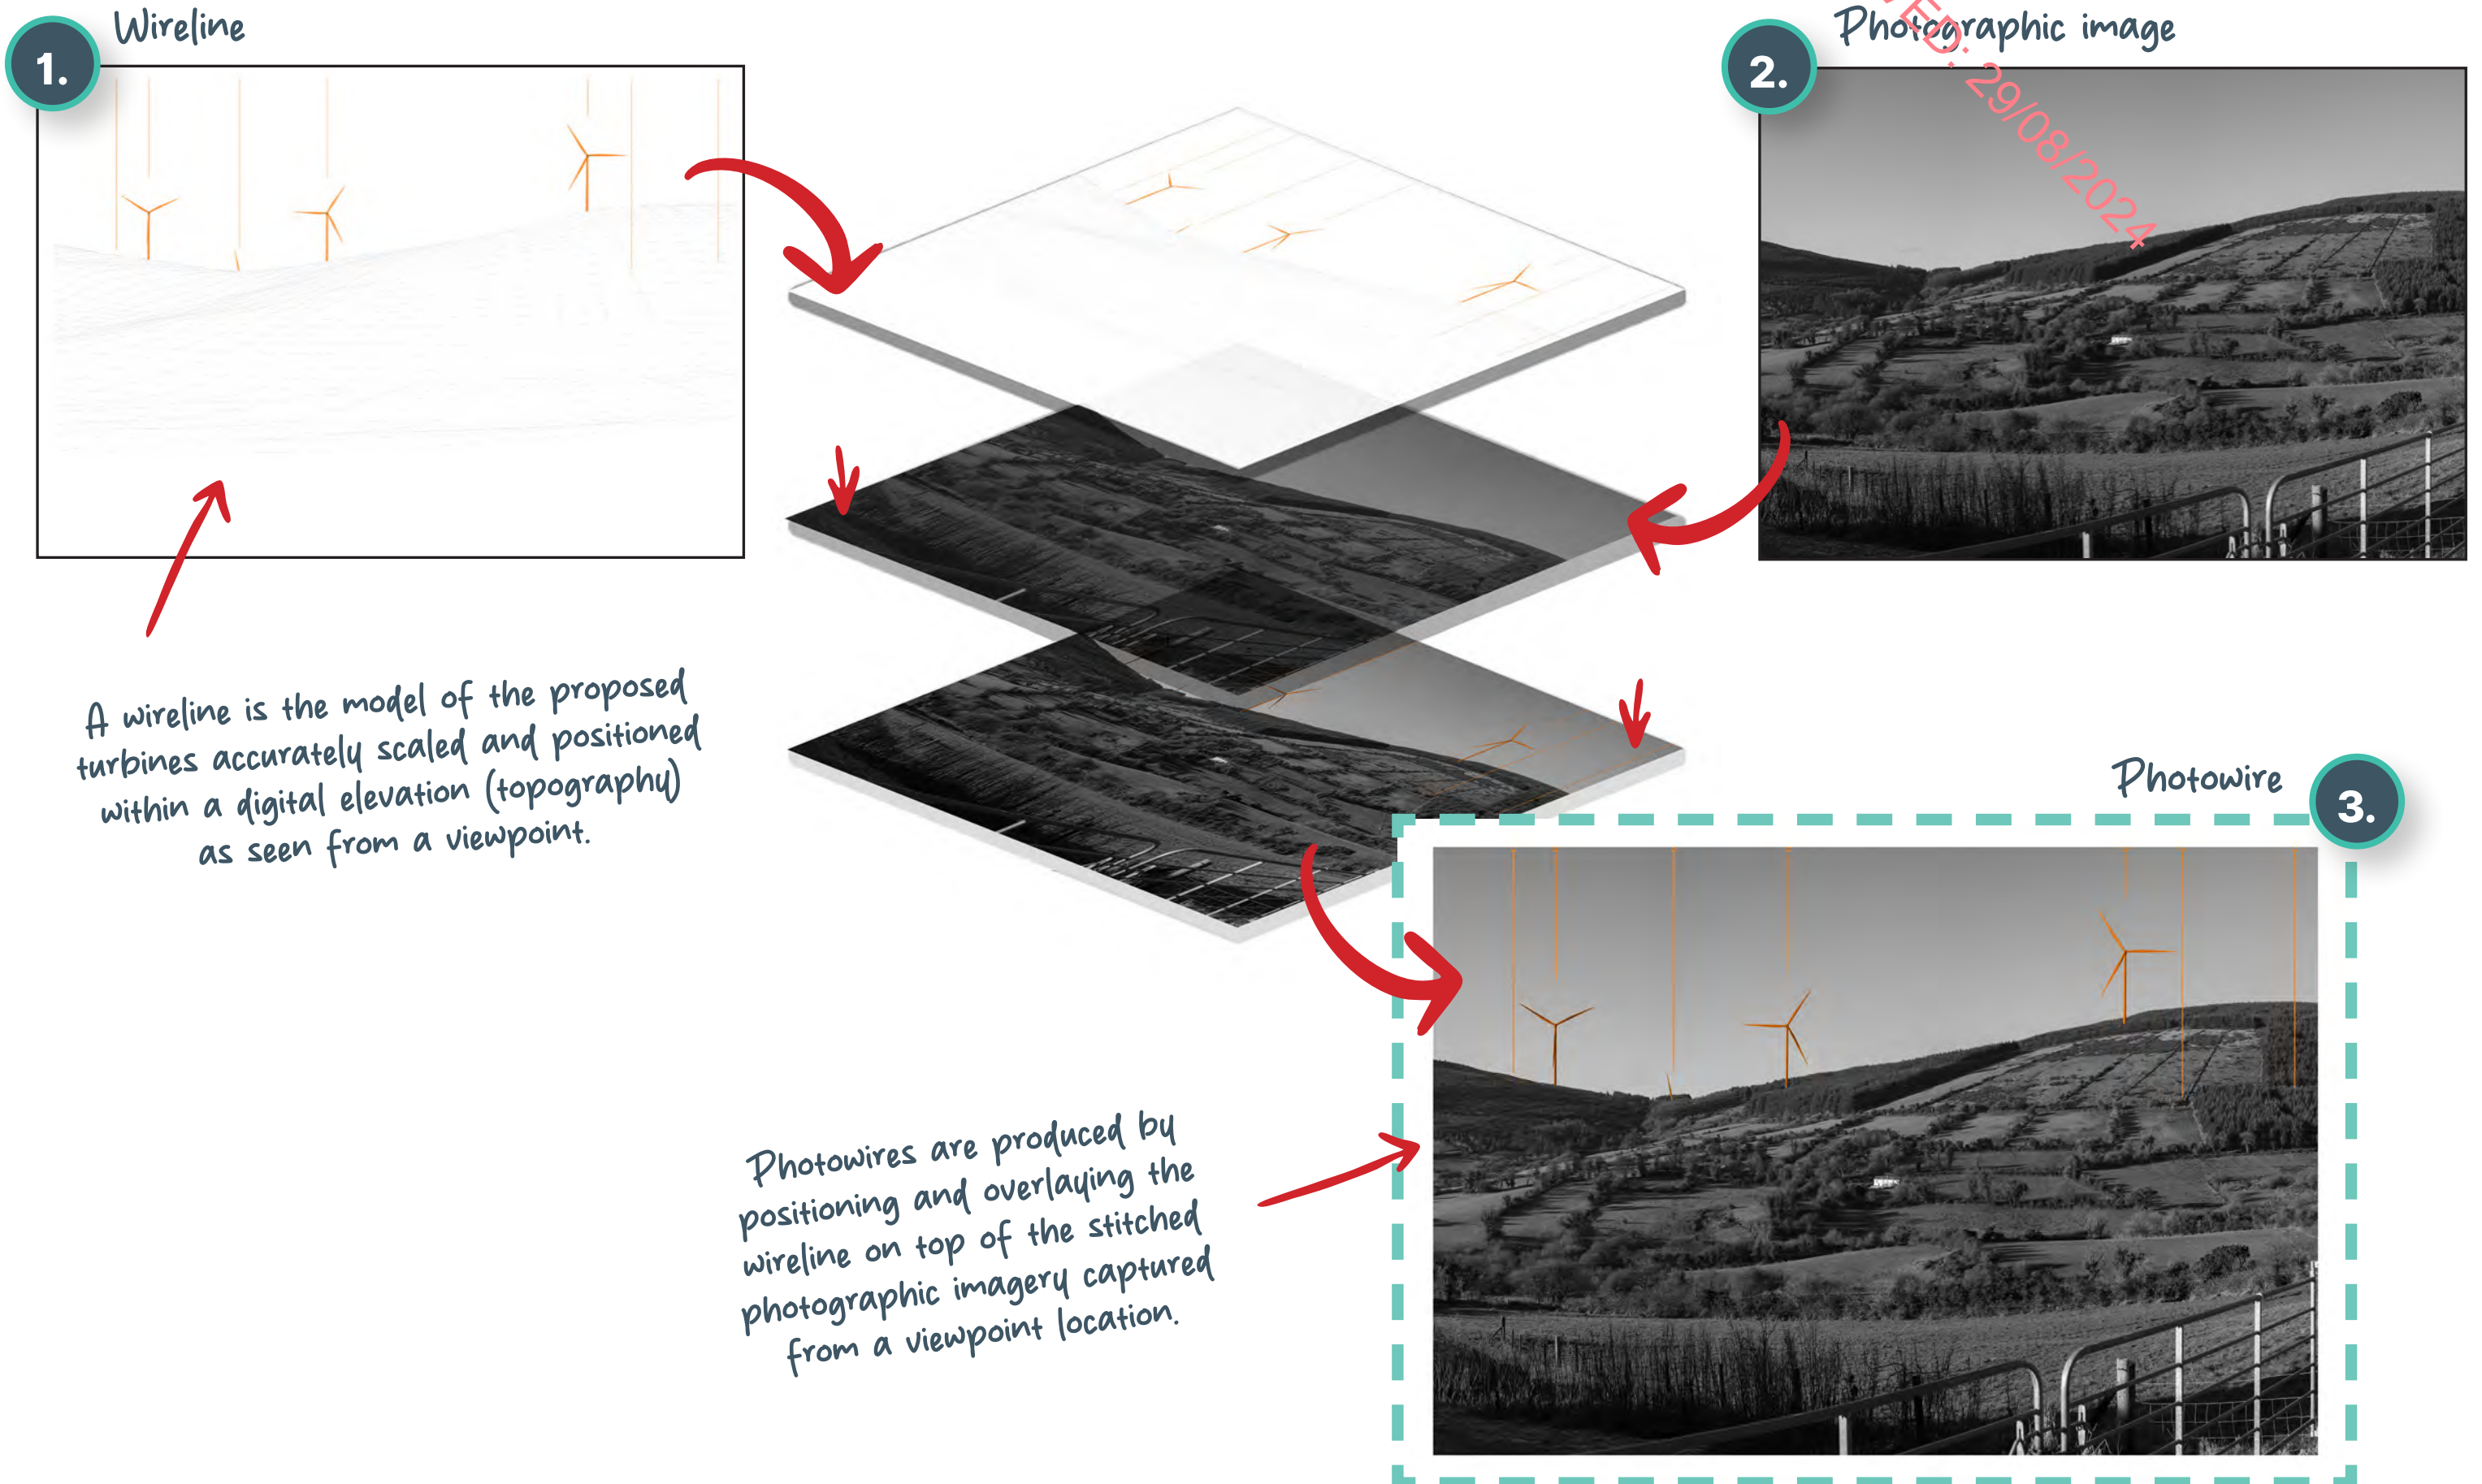 1.
Wireline
2.
Photographic image
29/08/2024
A wireline is the model of the proposed
turbines accurately scaled and positioned
within a digital elevation (topography)
as seen from a viewpoint.
Photowire
3.
Photowires are produced by
positioning and overlaying the
wireline on top of the stitched
photographic imagery captured
from a viewpoint location.